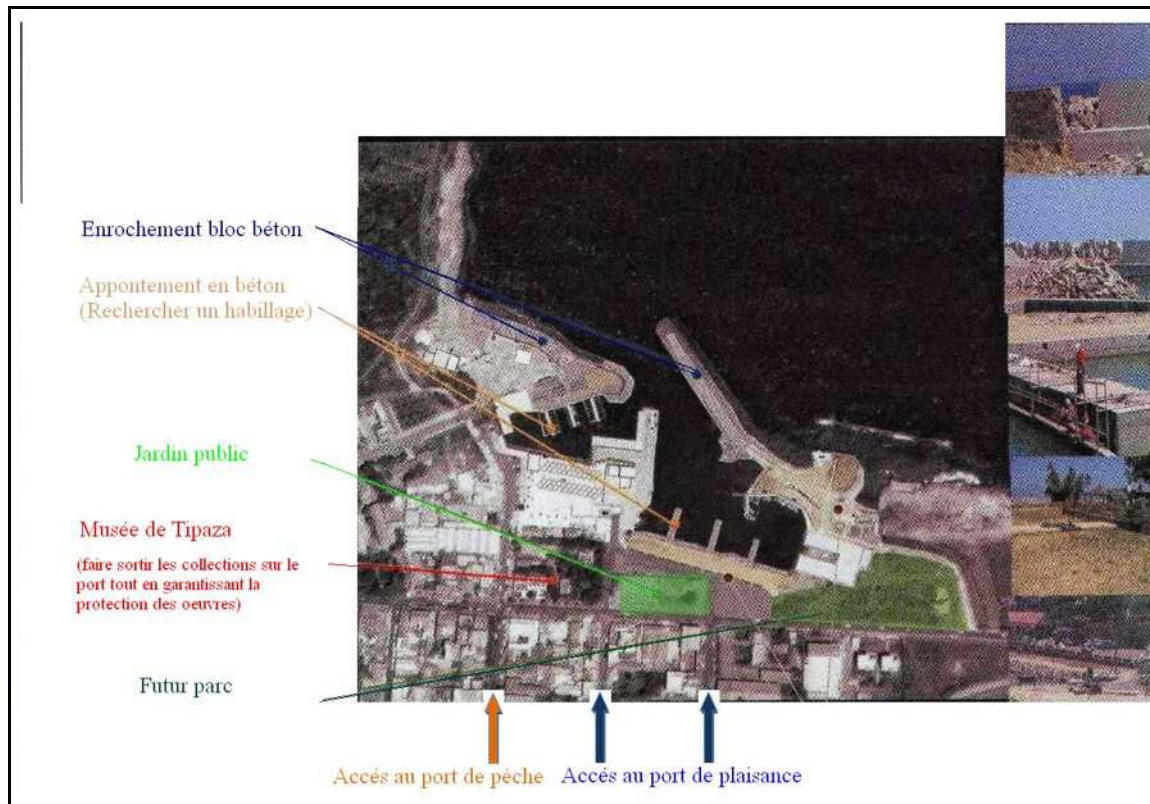 Enrochement bloc béton
Appontement en béton
(Rechercher un habillage)
Jardin public
Musée de Tipaza
(faire sortir les collections sur le
port tout en garantissant la
protection des oeuvres)
Futur parc
Accés au port de pèche
Accés au port de plaisance